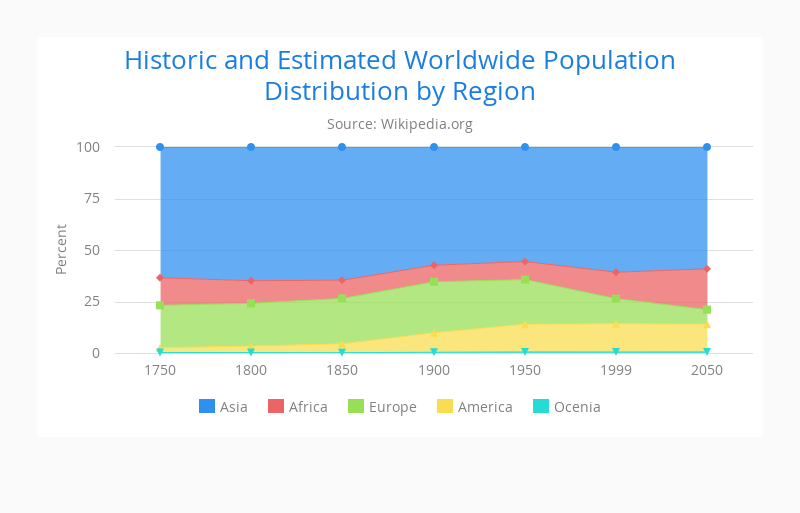 Historic and Estimated Worldwide Population
Distribution by Region
Source: Wikipedia.org
Percent
100
75
50
25
0
1750 1800 1850 1900 1950 1999 2050
Asia Africa Europe America Ocenia